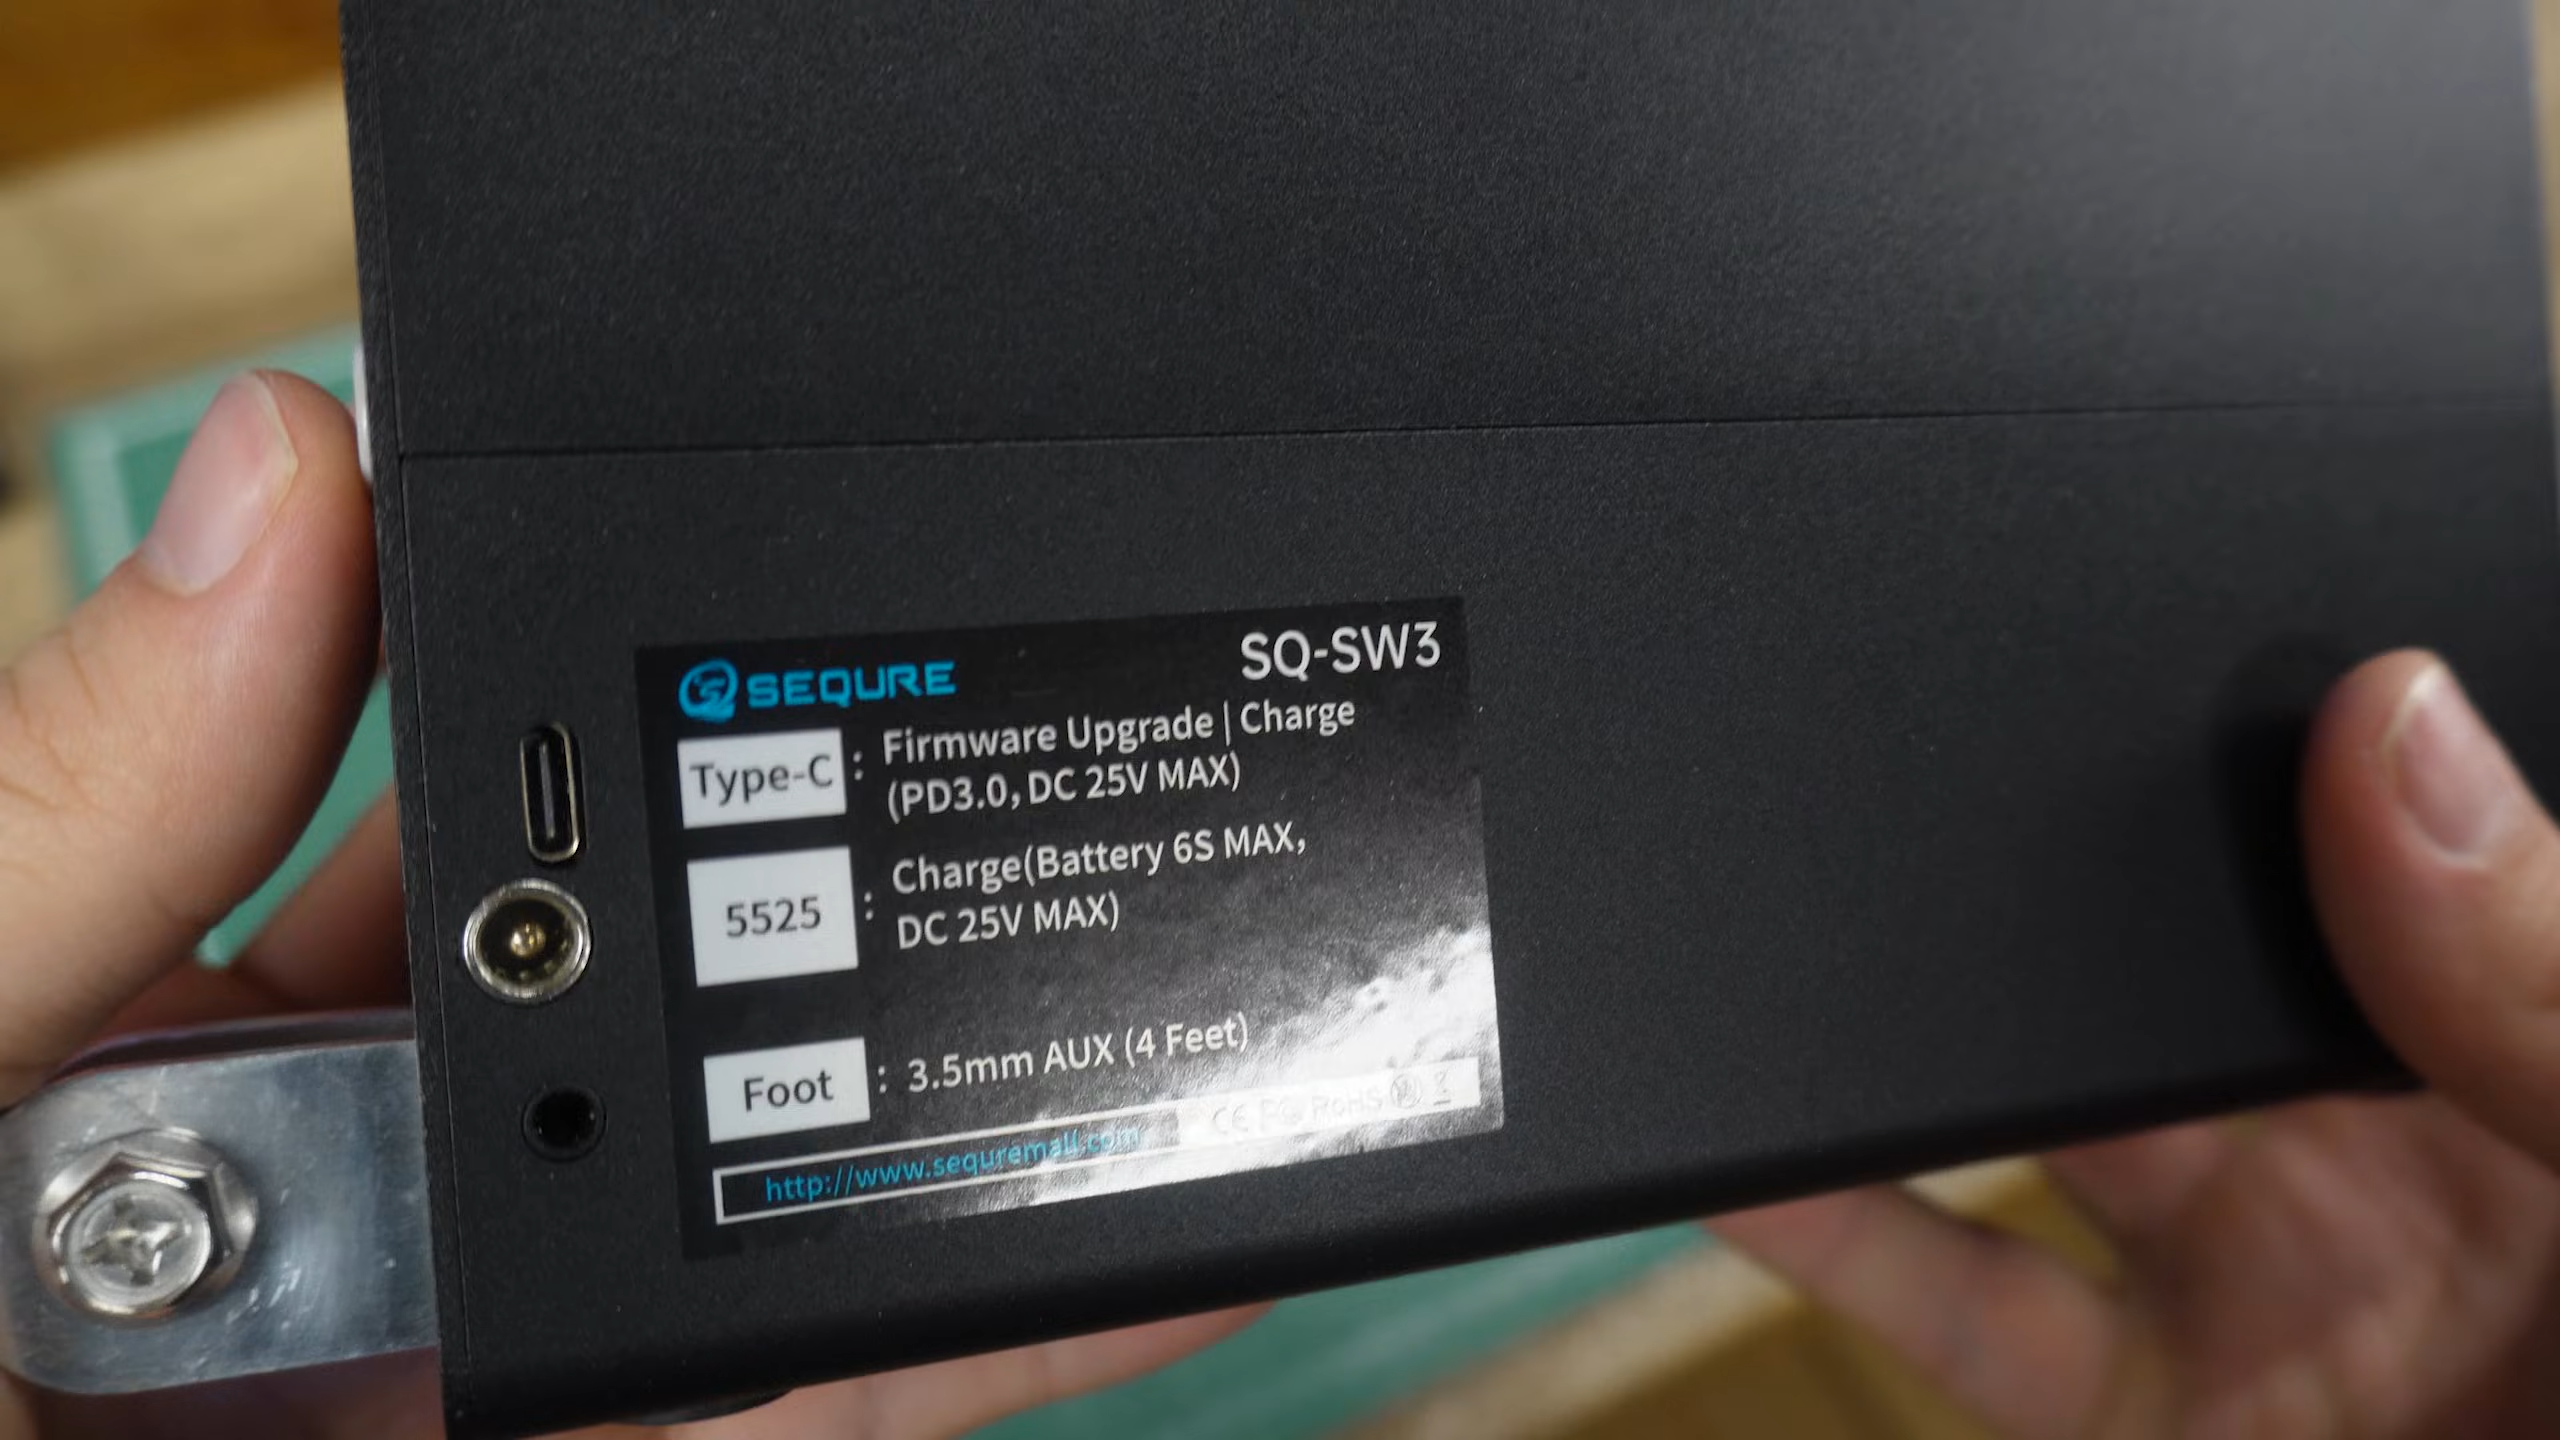 SEQURE
SQ-SW3
Type-C : Firmware Upgrade | Charge
(PD3.0, DC 25V MAX)
5525 : Charge(Battery 6S MAX,
DC 25V MAX)
Foot : 3.5mm AUX (4 Feet)
http://www.sequremall.com
CE FC RoHS